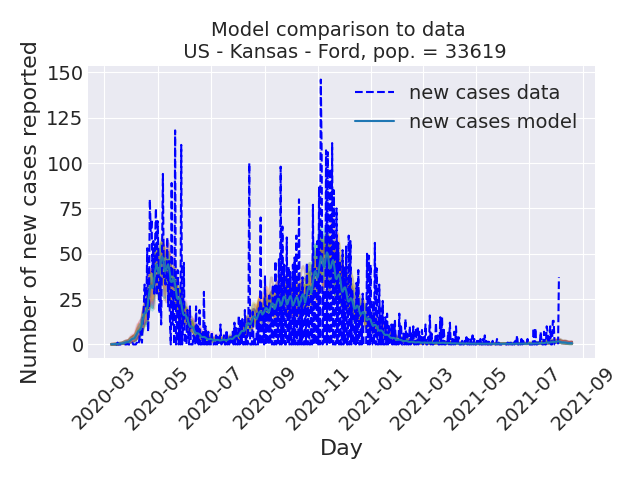 Model comparison to data
US - Kansas - Ford, pop. = 33619
Number of new cases reported
150
125
100
75
50
25
0
new cases data
new cases model
2020-03
2020-05
2020-07
2020-09
2020-11
2021-01
2021-03
2021-05
2021-07
2021-09
Day